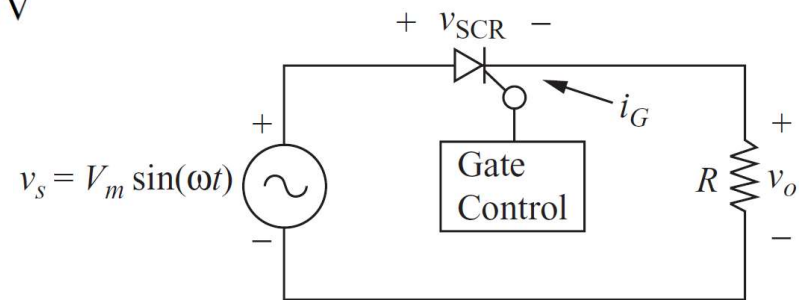 V
+ v_SCR −
i_G
+
v_s = V_m sin(ωt)
−
Gate
Control
+
R v_o
−